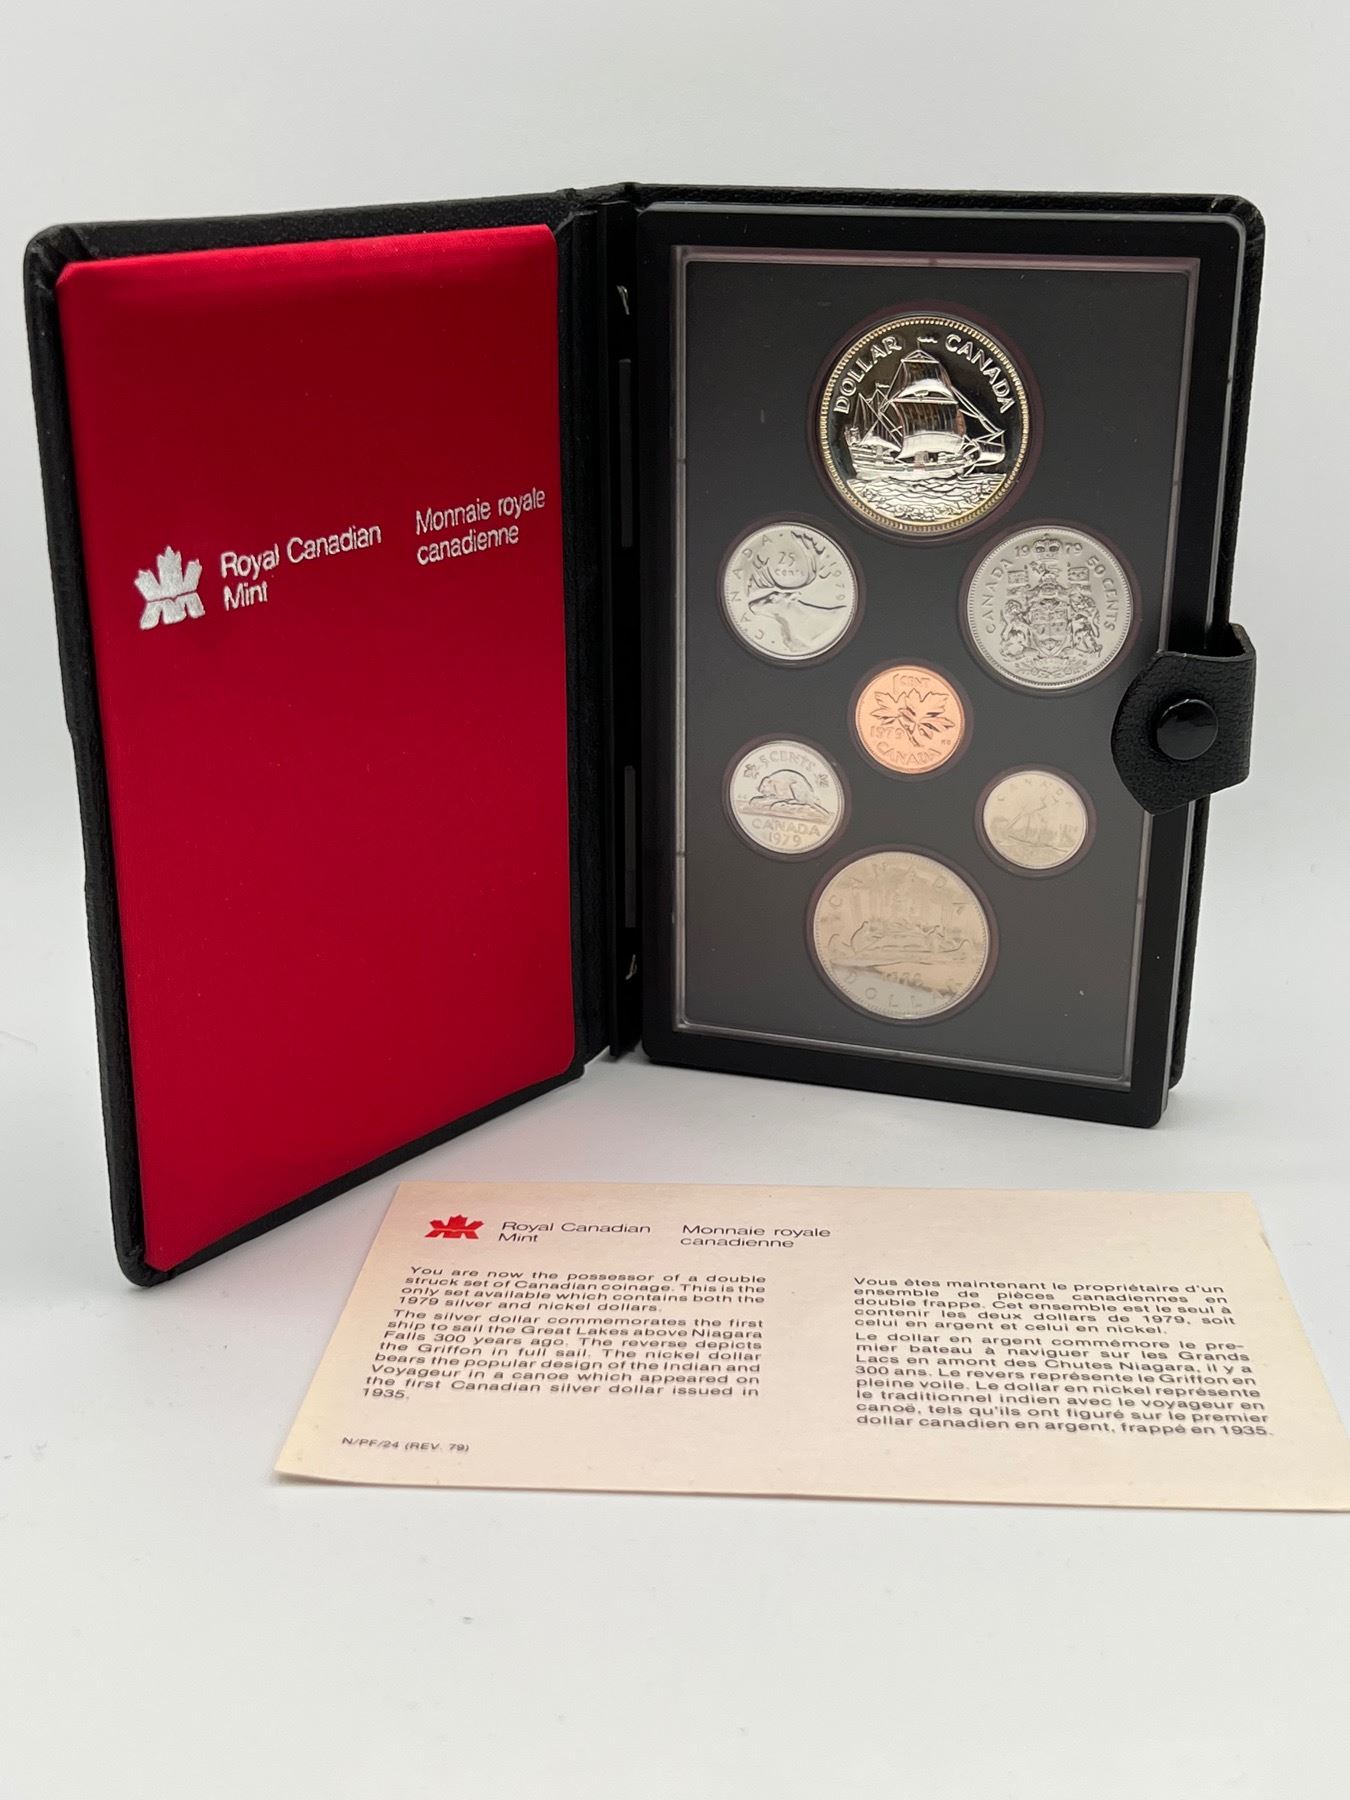 Royal Canadian
Mint
Monnaie royale
canadienne
DOLLAR CANADA
CANADA 25 cents 1979
CANADA 1979 50 CENTS
1 CENT
1979
CANADA
5 CENTS
CANADA
1979
CANADA
CANADA
DOLLAR
Royal Canadian
Mint
Monnaie royale
canadienne
You are now the possessor of a double
struck set of Canadian coinage. This is the
only set available which contains both the
1979 silver and nickel dollars.
The silver dollar commemorates the first
ship to sail the Great Lakes above Niagara
Falls 300 years ago. The reverse depicts
the Griffon in full sail. The nickel dollar
bears the popular design of the Indian and
Voyageur in a canoe which appeared on
the first Canadian silver dollar issued in
1935.
N/PF/24 (REV. 79)
Vous êtes maintenant le propriétaire d'un
ensemble de pièces canadiennes en
double frappe. Cet ensemble est le seul à
contenir les deux dollars de 1979, soit
celui en argent et celui en nickel.
Le dollar en argent commémore le pre-
mier bateau à naviguer sur les Grands
Lacs en amont des Chutes Niagara, il y a
300 ans. Le revers représente le Griffon en
pleine voile. Le dollar en nickel représente
le traditionnel indien avec le voyageur en
canoë, tels qu'ils ont figuré sur le premier
dollar canadien en argent, frappé en 1935.